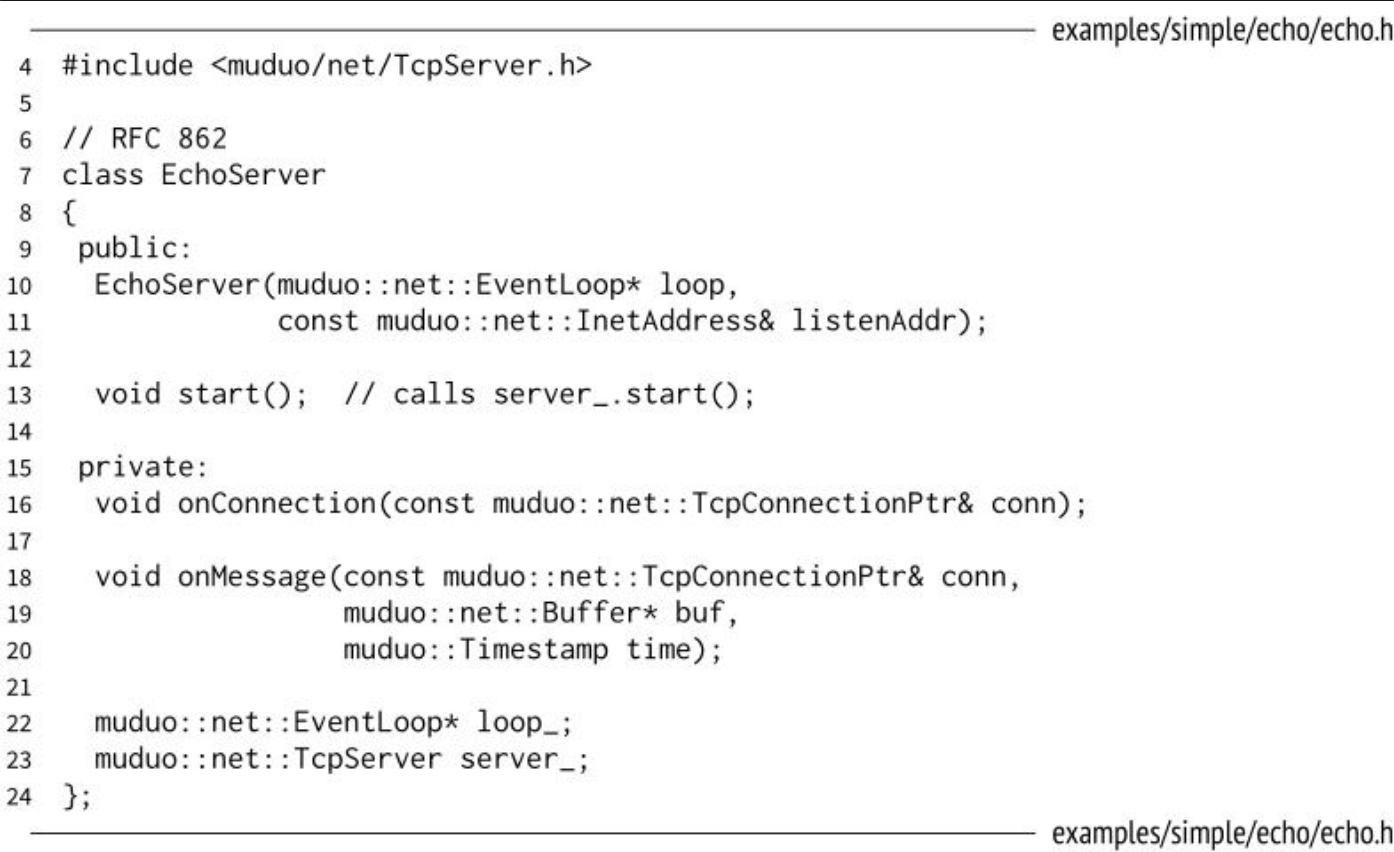 examples/simple/echo/echo.h
4 #include <muduo/net/TcpServer.h>
5
6 // RFC 862
7 class EchoServer
8 {
9  public:
10   EchoServer(muduo::net::EventLoop* loop,
11              const muduo::net::InetAddress& listenAddr);
12
13   void start();  // calls server_.start();
14
15  private:
16   void onConnection(const muduo::net::TcpConnectionPtr& conn);
17
18   void onMessage(const muduo::net::TcpConnectionPtr& conn,
19                  muduo::net::Buffer* buf,
20                  muduo::Timestamp time);
21
22   muduo::net::EventLoop* loop_;
23   muduo::net::TcpServer server_;
24 };
examples/simple/echo/echo.h